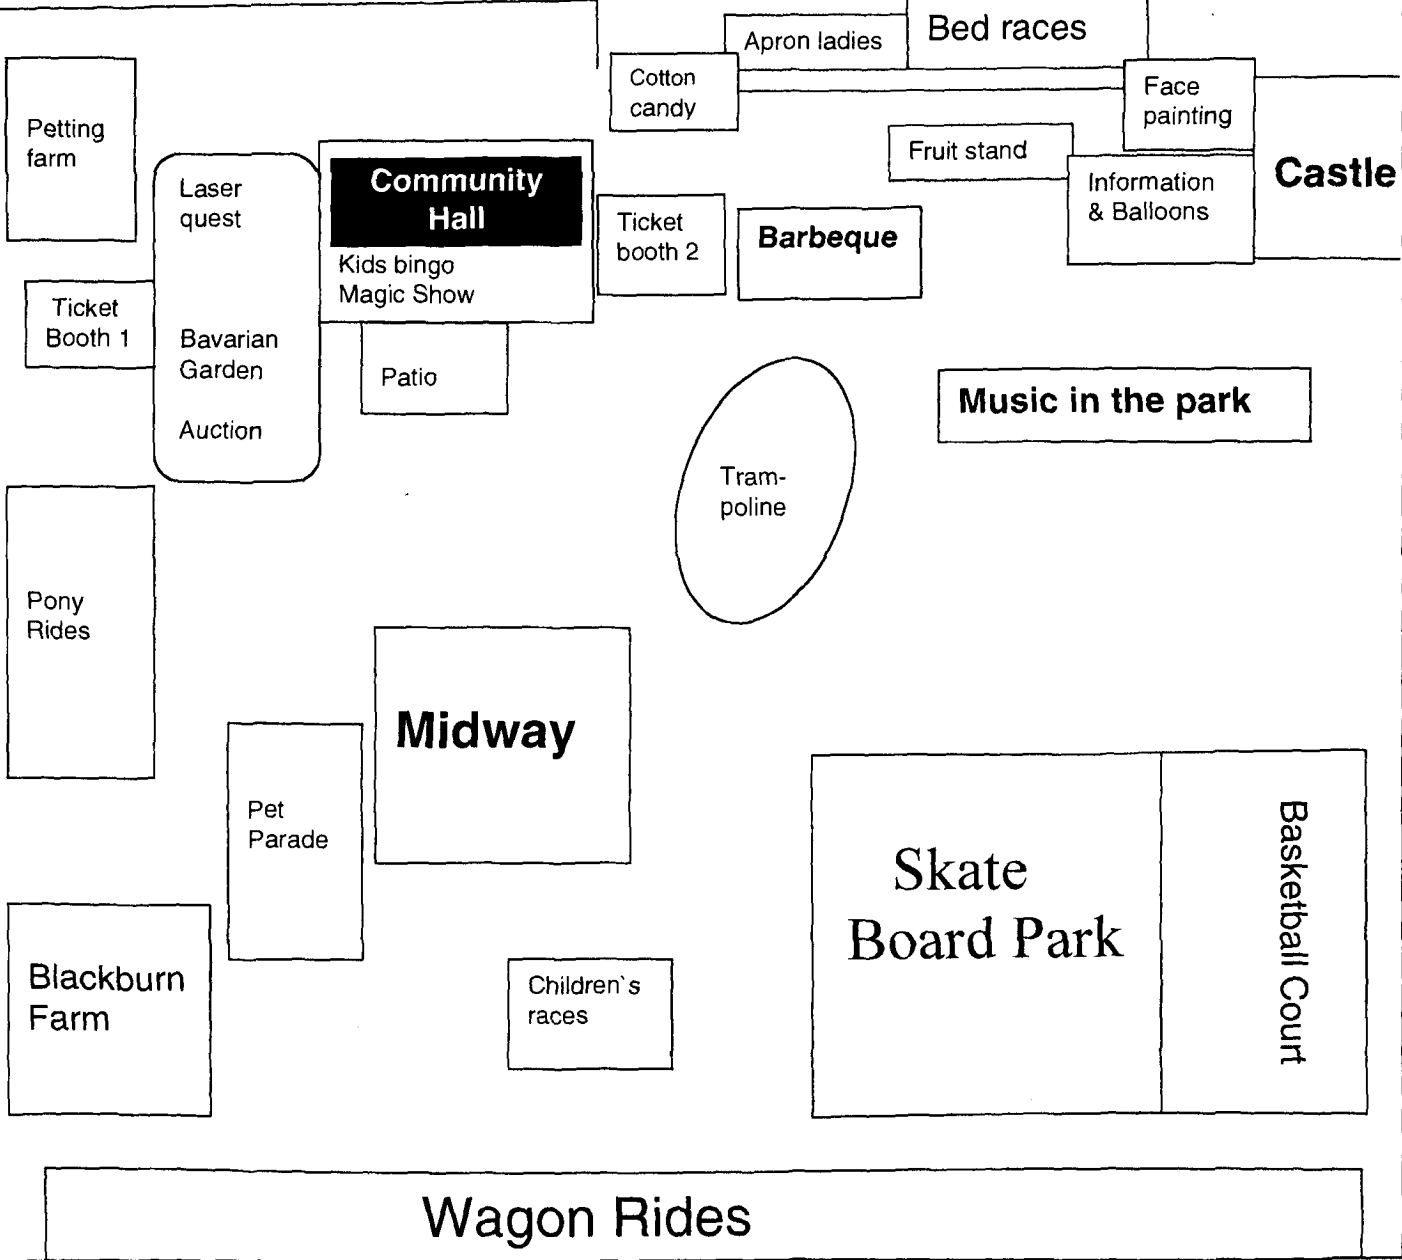 Bed races
Apron ladies
Cotton
candy
Face
painting
Petting
farm
Fruit stand
Castle
Laser
quest
Community
Hall
Information
& Balloons
Ticket
booth 2
Barbeque
Kids bingo
Magic Show
Ticket
Booth 1
Bavarian
Garden
Patio
Music in the park
Auction
Tram-
poline
Pony
Rides
Midway
Pet
Parade
Skate
Board Park
Basketball Court
Blackburn
Farm
Children`s
races
Wagon Rides